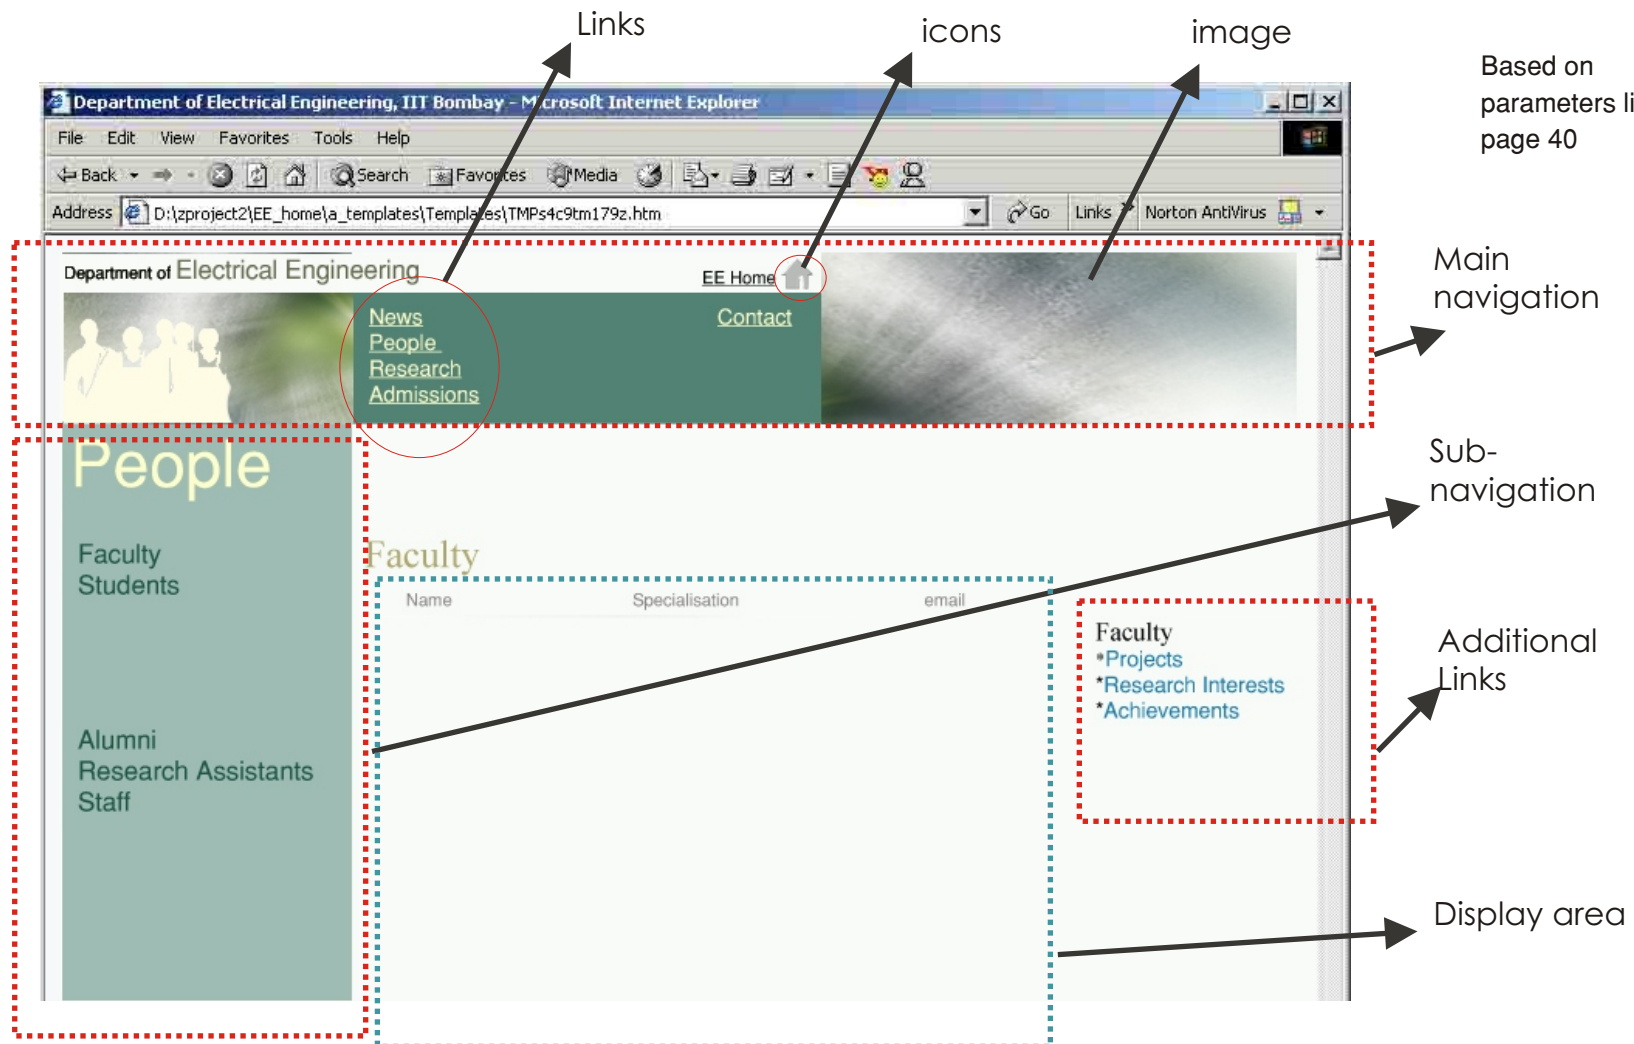 Links
icons
image
Based on
parameters li
page 40
Department of Electrical Engineering, IIT Bombay - Microsoft Internet Explorer
File Edit View Favorites Tools Help
Back Search Favorites Media
Address D:\zproject2\EE_home\a_templates\Templates\TMPs4c9tm179z.htm Go Links » Norton AntiVirus
Department of Electrical Engineering
EE Home
News
People
Research
Admissions
Contact
Main
navigation
People
Faculty
Students
Alumni
Research Assistants
Staff
Faculty
Name Specialisation email
Sub-
navigation
Faculty
*Projects
*Research Interests
*Achievements
Additional
Links
Display area